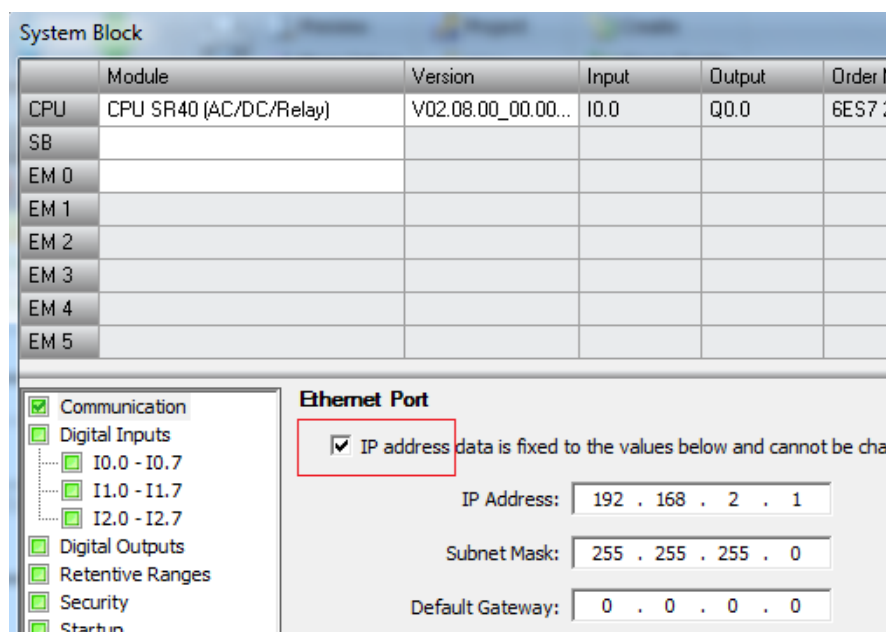 System Block
Module Version Input Output Order
CPU CPU SR40 (AC/DC/Relay) V02.08.00_00.00... I0.0 Q0.0 6ES7
SB
EM 0
EM 1
EM 2
EM 3
EM 4
EM 5
Communication
Digital Inputs
I0.0 - I0.7
I1.0 - I1.7
I2.0 - I2.7
Digital Outputs
Retentive Ranges
Security
Startup
Ethernet Port
IP address data is fixed to the values below and cannot be cha
IP Address: 192 . 168 . 2 . 1
Subnet Mask: 255 . 255 . 255 . 0
Default Gateway: 0 . 0 . 0 . 0